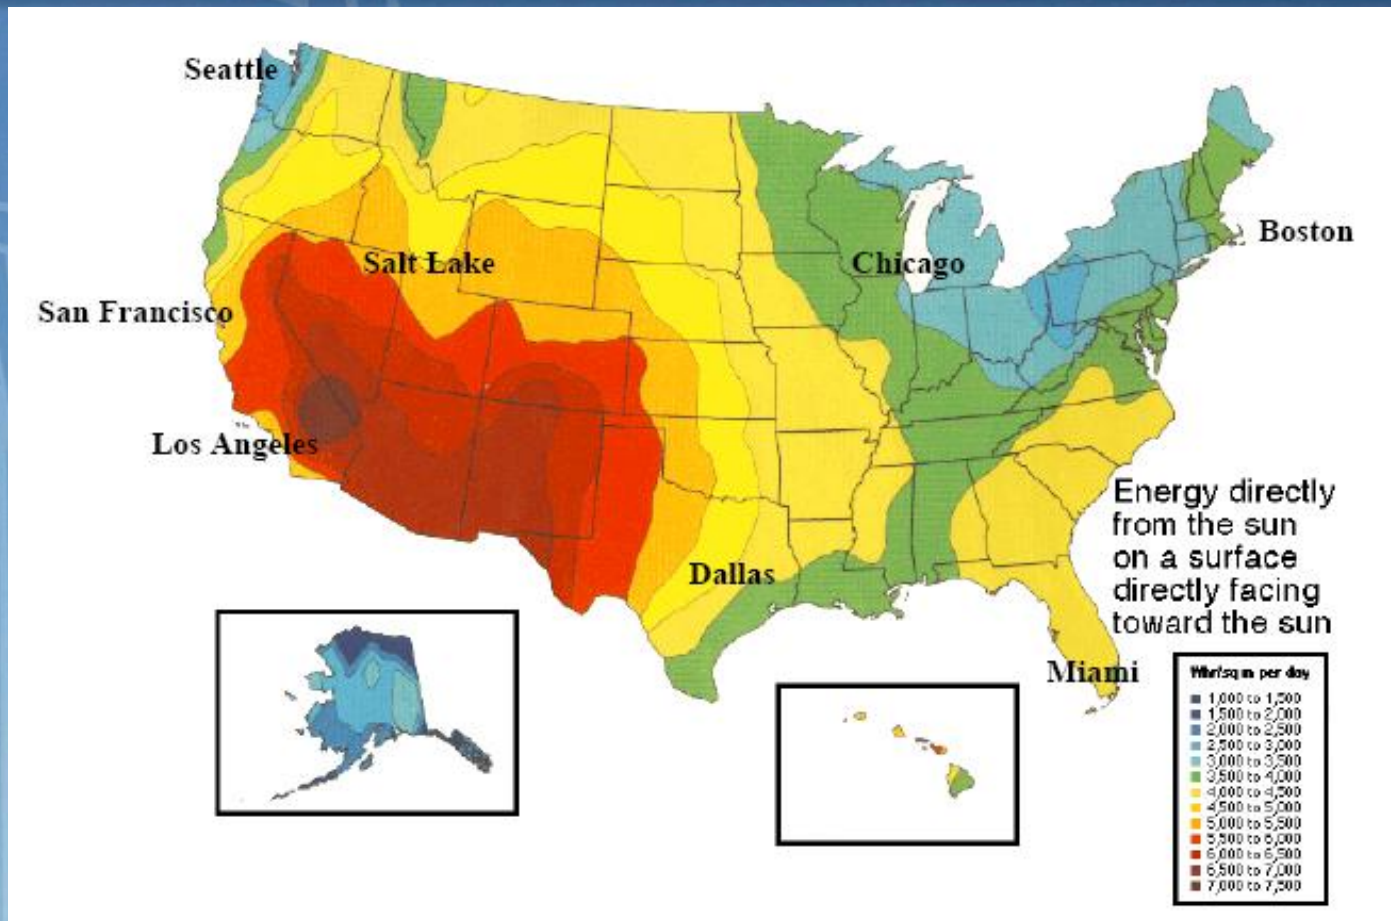 Seattle
Boston
Salt Lake
Chicago
San Francisco
Los Angeles
Energy directly
from the sun
on a surface
directly facing
toward the sun
Dallas
Miami
Whr/sq m per day
1,000 to 1,500
1,500 to 2,000
2,000 to 2,500
2,500 to 3,000
3,000 to 3,500
3,500 to 4,000
4,000 to 4,500
4,500 to 5,000
5,000 to 5,500
5,500 to 6,000
6,000 to 6,500
6,500 to 7,000
7,000 to 7,500